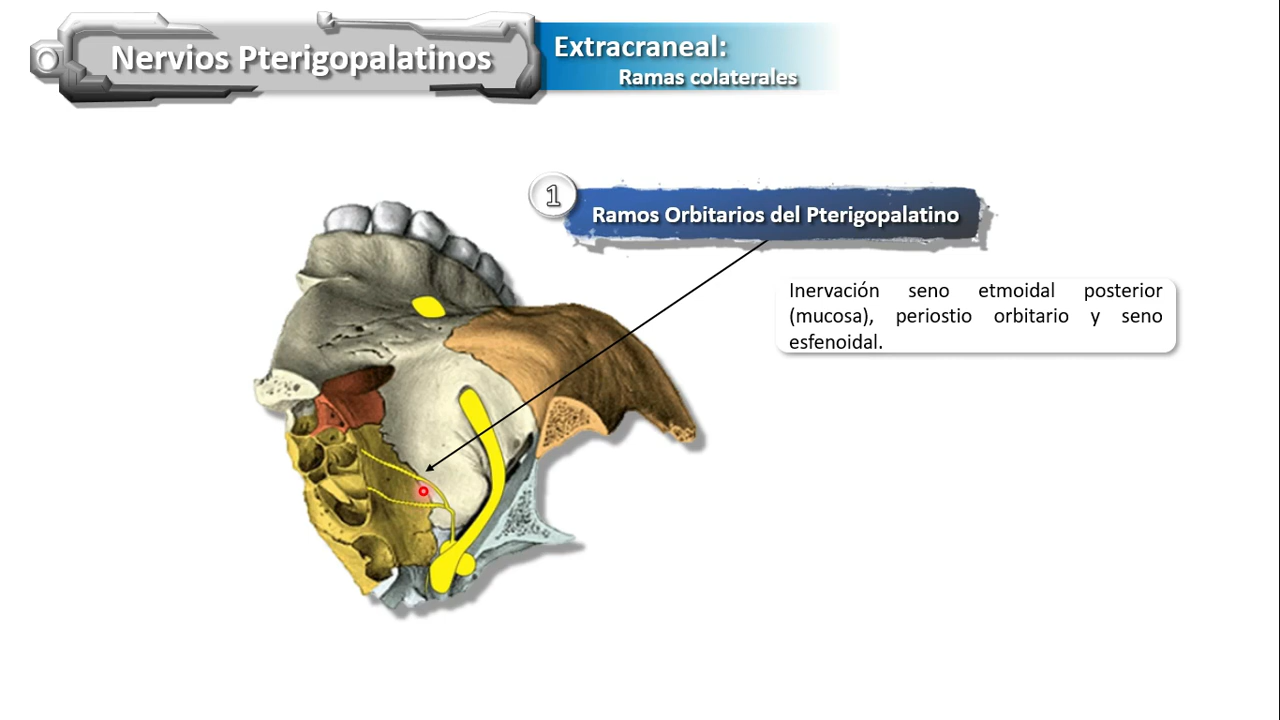 Nervios Pterigopalatinos
Extracraneal:
Ramas colaterales
1
Ramos Orbitarios del Pterigopalatino
Inervación seno etmoidal posterior
(mucosa), periostio orbitario y seno
esfenoidal.